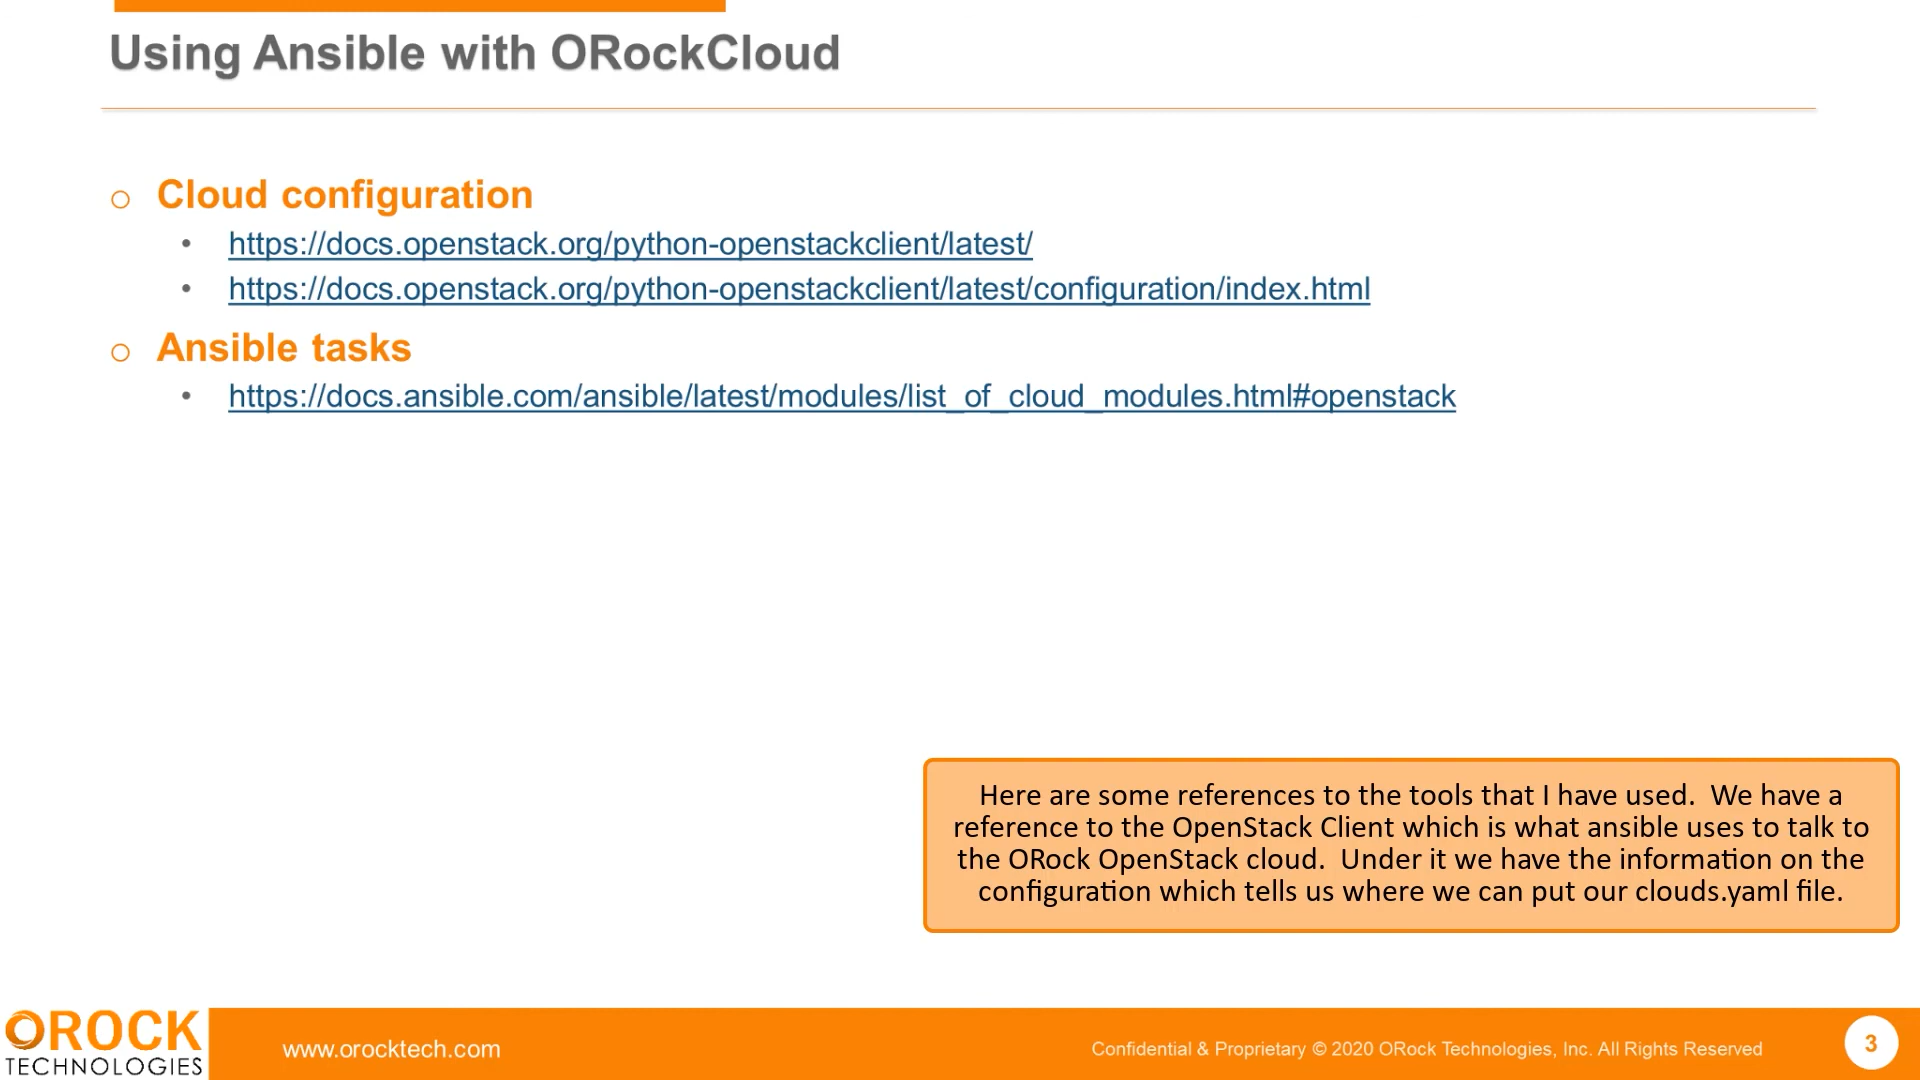 Using Ansible with ORockCloud
o Cloud configuration
• https://docs.openstack.org/python-openstackclient/latest/
• https://docs.openstack.org/python-openstackclient/latest/configuration/index.html
o Ansible tasks
• https://docs.ansible.com/ansible/latest/modules/list_of_cloud_modules.html#openstack
Here are some references to the tools that I have used.  We have a
reference to the OpenStack Client which is what ansible uses to talk to
the ORock OpenStack cloud.  Under it we have the information on the
configuration which tells us where we can put our clouds.yaml file.
OROCK
TECHNOLOGIES
www.orocktech.com
Confidential & Proprietary © 2020 ORock Technologies, Inc. All Rights Reserved
3